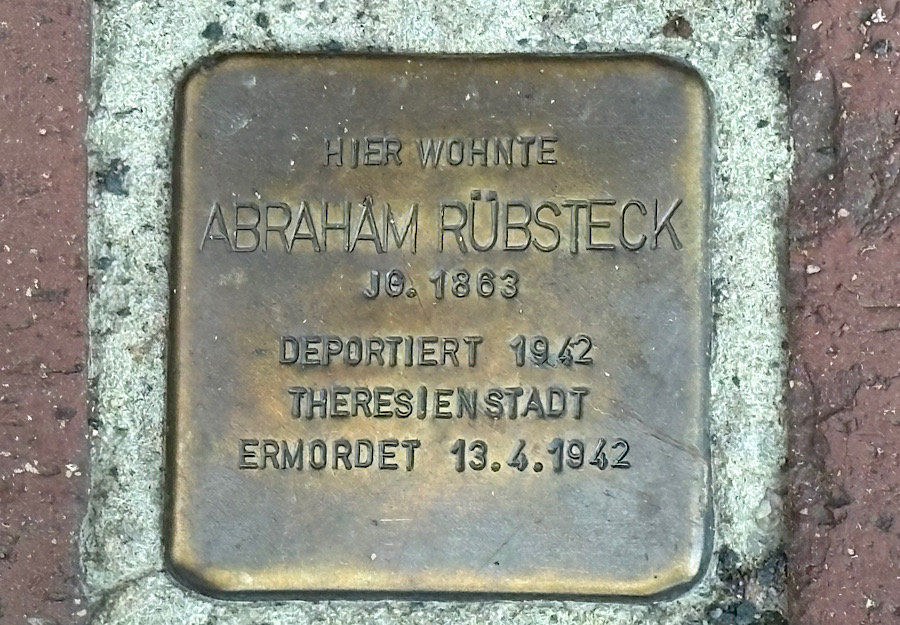 HIER WOHNTE
ABRAHAM RÜBSTECK
JG. 1863
DEPORTIERT 1942
THERESIENSTADT
ERMORDET 13.4.1942